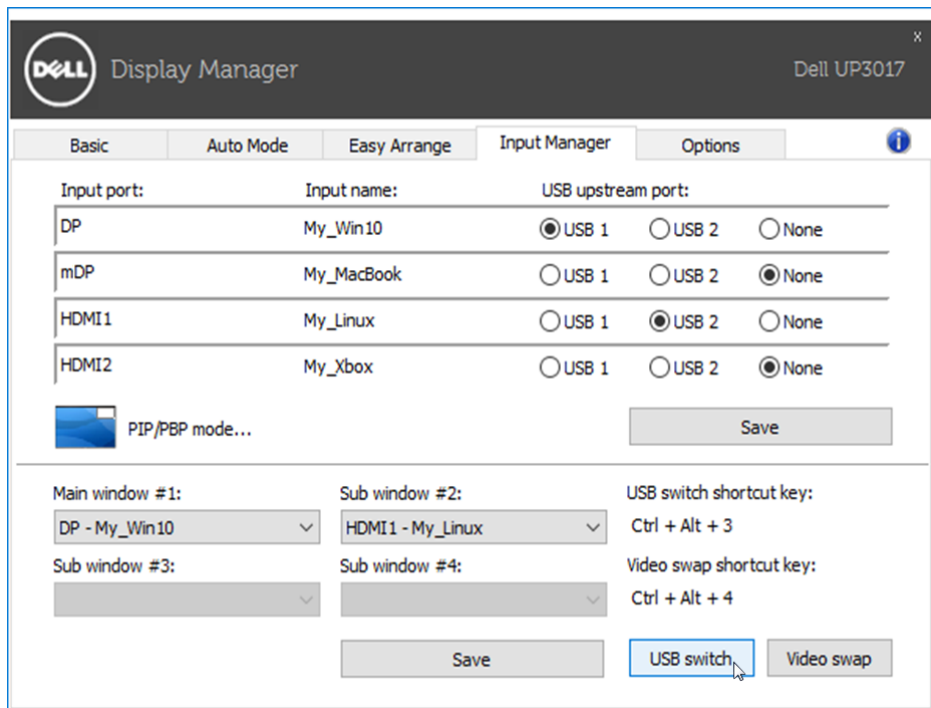 DELL Display Manager Dell UP3017 x
Basic Auto Mode Easy Arrange Input Manager Options i
Input port: Input name: USB upstream port:
DP My_Win10 USB 1 USB 2 None
mDP My_MacBook USB 1 USB 2 None
HDMI1 My_Linux USB 1 USB 2 None
HDMI2 My_Xbox USB 1 USB 2 None
PIP/PBP mode... Save
Main window #1: Sub window #2: USB switch shortcut key:
DP - My_Win10 HDMI1 - My_Linux Ctrl + Alt + 3
Sub window #3: Sub window #4: Video swap shortcut key:
Ctrl + Alt + 4
Save USB switch Video swap